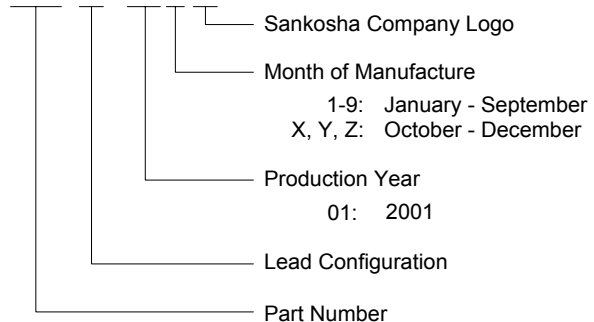 Sankosha Company Logo
Month of Manufacture
1-9: January - September
X, Y, Z: October - December
Production Year
01: 2001
Lead Configuration
Part Number